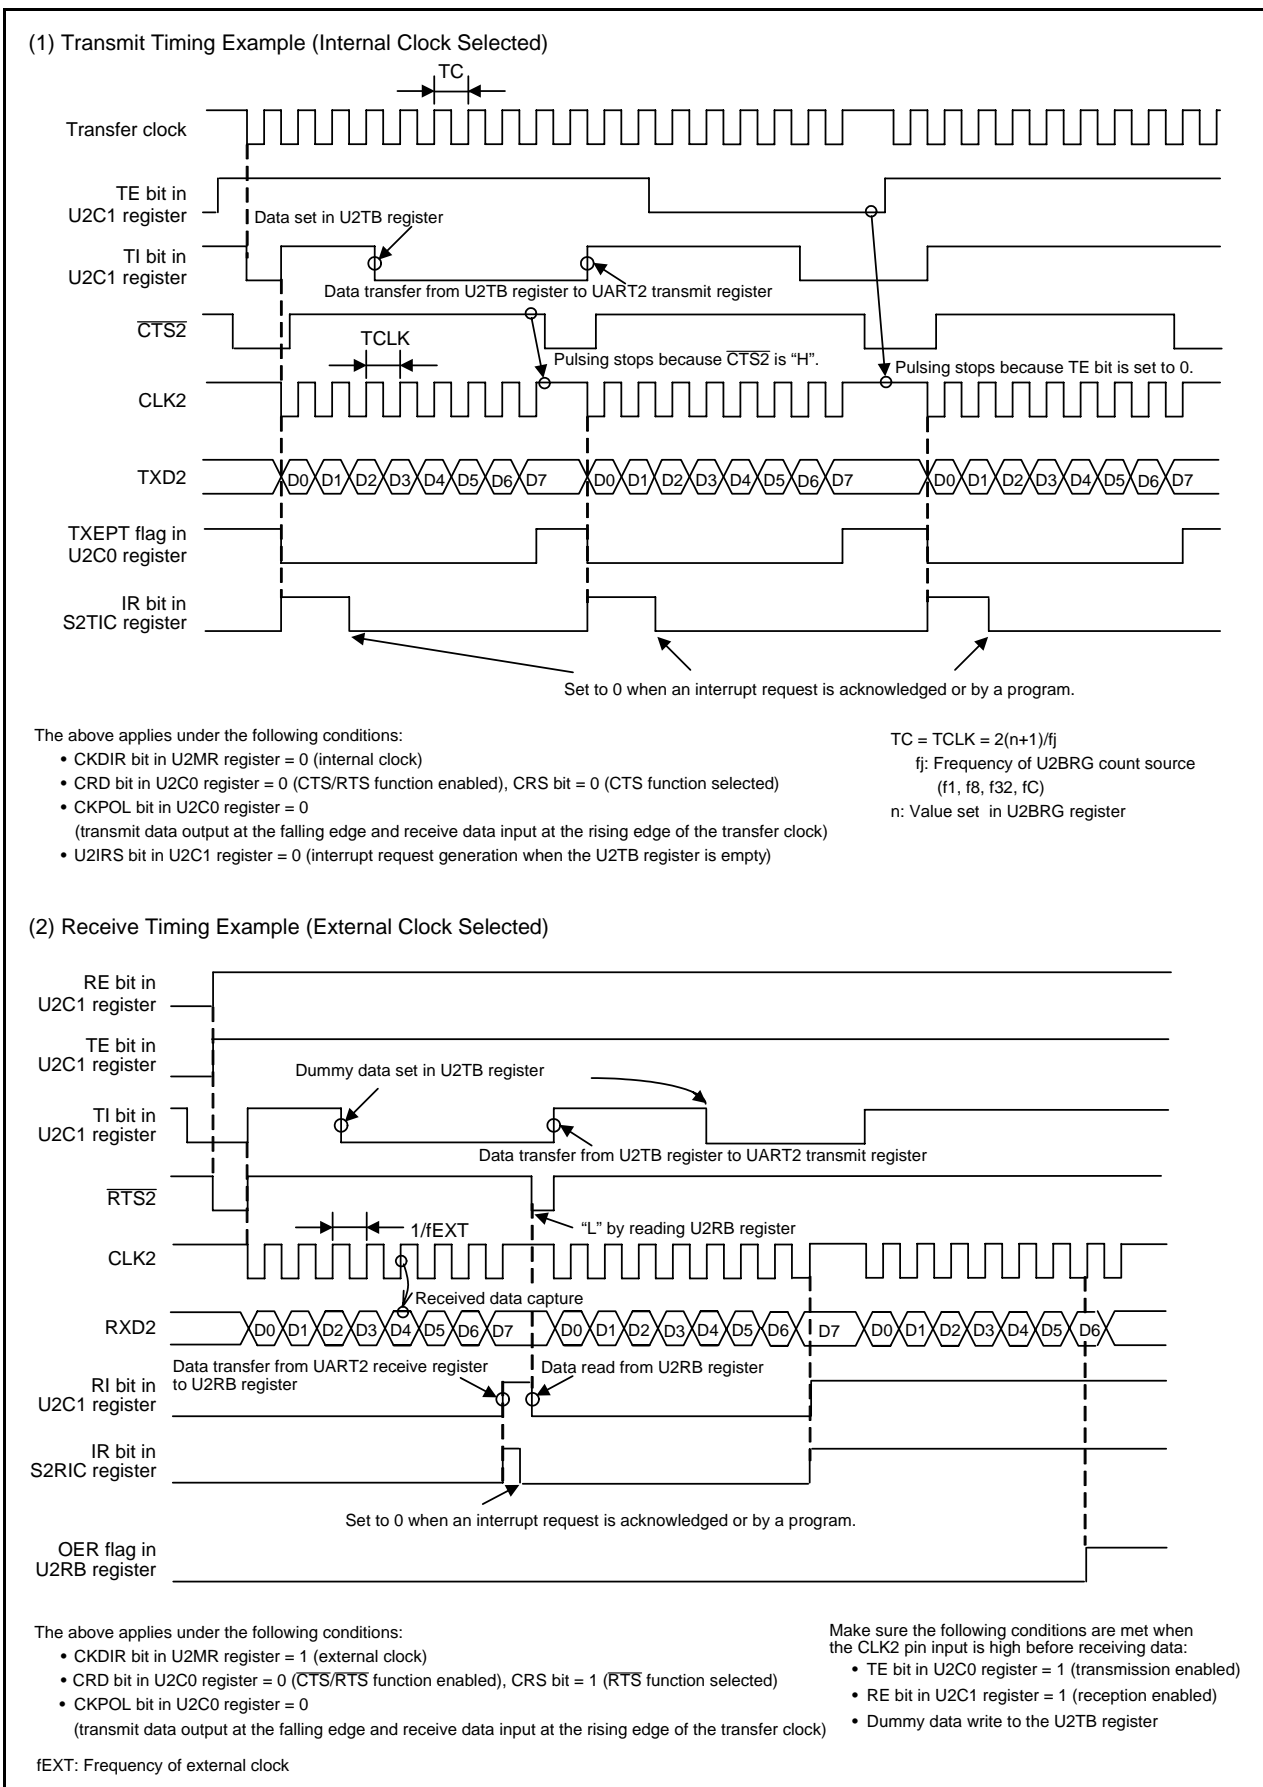 (1) Transmit Timing Example (Internal Clock Selected)
TC
Transfer clock
TE bit in
U2C1 register
Data set in U2TB register
TI bit in
U2C1 register
Data transfer from U2TB register to UART2 transmit register
CTS2
TCLK
Pulsing stops because CTS2 is “H”.
Pulsing stops because TE bit is set to 0.
CLK2
TXD2
D0 D1 D2 D3 D4 D5 D6 D7 D0 D1 D2 D3 D4 D5 D6 D7 D0 D1 D2 D3 D4 D5 D6 D7
TXEPT flag in
U2C0 register
IR bit in
S2TIC register
Set to 0 when an interrupt request is acknowledged or by a program.
The above applies under the following conditions:
• CKDIR bit in U2MR register = 0 (internal clock)
• CRD bit in U2C0 register = 0 (CTS/RTS function enabled), CRS bit = 0 (CTS function selected)
• CKPOL bit in U2C0 register = 0
(transmit data output at the falling edge and receive data input at the rising edge of the transfer clock)
• U2IRS bit in U2C1 register = 0 (interrupt request generation when the U2TB register is empty)
TC = TCLK = 2(n+1)/fj
fj: Frequency of U2BRG count source
(f1, f8, f32, fC)
n: Value set in U2BRG register
(2) Receive Timing Example (External Clock Selected)
RE bit in
U2C1 register
TE bit in
U2C1 register
Dummy data set in U2TB register
TI bit in
U2C1 register
Data transfer from U2TB register to UART2 transmit register
RTS2
1/fEXT
“L” by reading U2RB register
CLK2
Received data capture
RXD2
D0 D1 D2 D3 D4 D5 D6 D7 D0 D1 D2 D3 D4 D5 D6 D7 D0 D1 D2 D3 D4 D5 D6
Data transfer from UART2 receive register
to U2RB register
Data read from U2RB register
RI bit in
U2C1 register
IR bit in
S2RIC register
Set to 0 when an interrupt request is acknowledged or by a program.
OER flag in
U2RB register
The above applies under the following conditions:
• CKDIR bit in U2MR register = 1 (external clock)
• CRD bit in U2C0 register = 0 (CTS/RTS function enabled), CRS bit = 1 (RTS function selected)
• CKPOL bit in U2C0 register = 0
(transmit data output at the falling edge and receive data input at the rising edge of the transfer clock)
fEXT: Frequency of external clock
Make sure the following conditions are met when
the CLK2 pin input is high before receiving data:
• TE bit in U2C0 register = 1 (transmission enabled)
• RE bit in U2C1 register = 1 (reception enabled)
• Dummy data write to the U2TB register